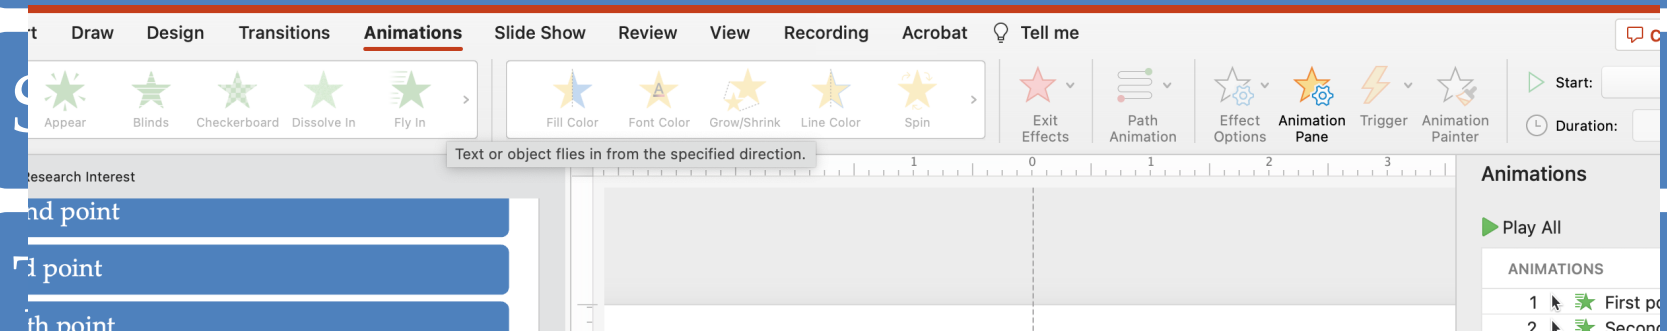 Draw Design Transitions Animations Slide Show Review View Recording Acrobat Tell me
Appear Blinds Checkerboard Dissolve In Fly In
Fill Color Font Color Grow/Shrink Line Color Spin
Exit Effects
Path Animation
Effect Options
Animation Pane
Trigger
Animation Painter
Start:
Duration:
Text or object flies in from the specified direction.
1 0 1 2 3
Research Interest
nd point
d point
th point
Animations
Play All
ANIMATIONS
1 First po
2 Secon